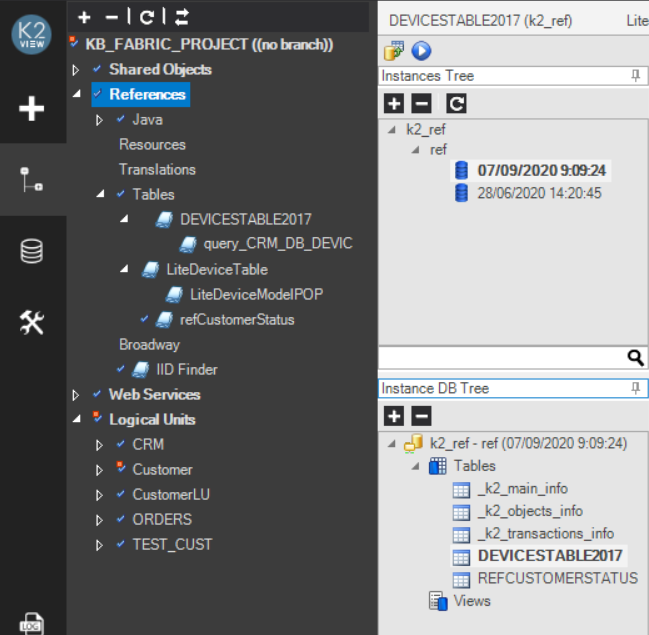 K2
VIEW
KB_FABRIC_PROJECT ((no branch))
Shared Objects
References
Java
Resources
Translations
Tables
DEVICESTABLE2017
query_CRM_DB_DEVIC
LiteDeviceTable
LiteDeviceModelPOP
refCustomerStatus
Broadway
IID Finder
Web Services
Logical Units
CRM
Customer
CustomerLU
ORDERS
TEST_CUST
LOG
DEVICESTABLE2017 (k2_ref) Lite
Instances Tree
k2_ref
ref
07/09/2020 9:09:24
28/06/2020 14:20:45
Instance DB Tree
k2_ref - ref (07/09/2020 9:09:24)
Tables
_k2_main_info
_k2_objects_info
_k2_transactions_info
DEVICESTABLE2017
REFCUSTOMERSTATUS
Views